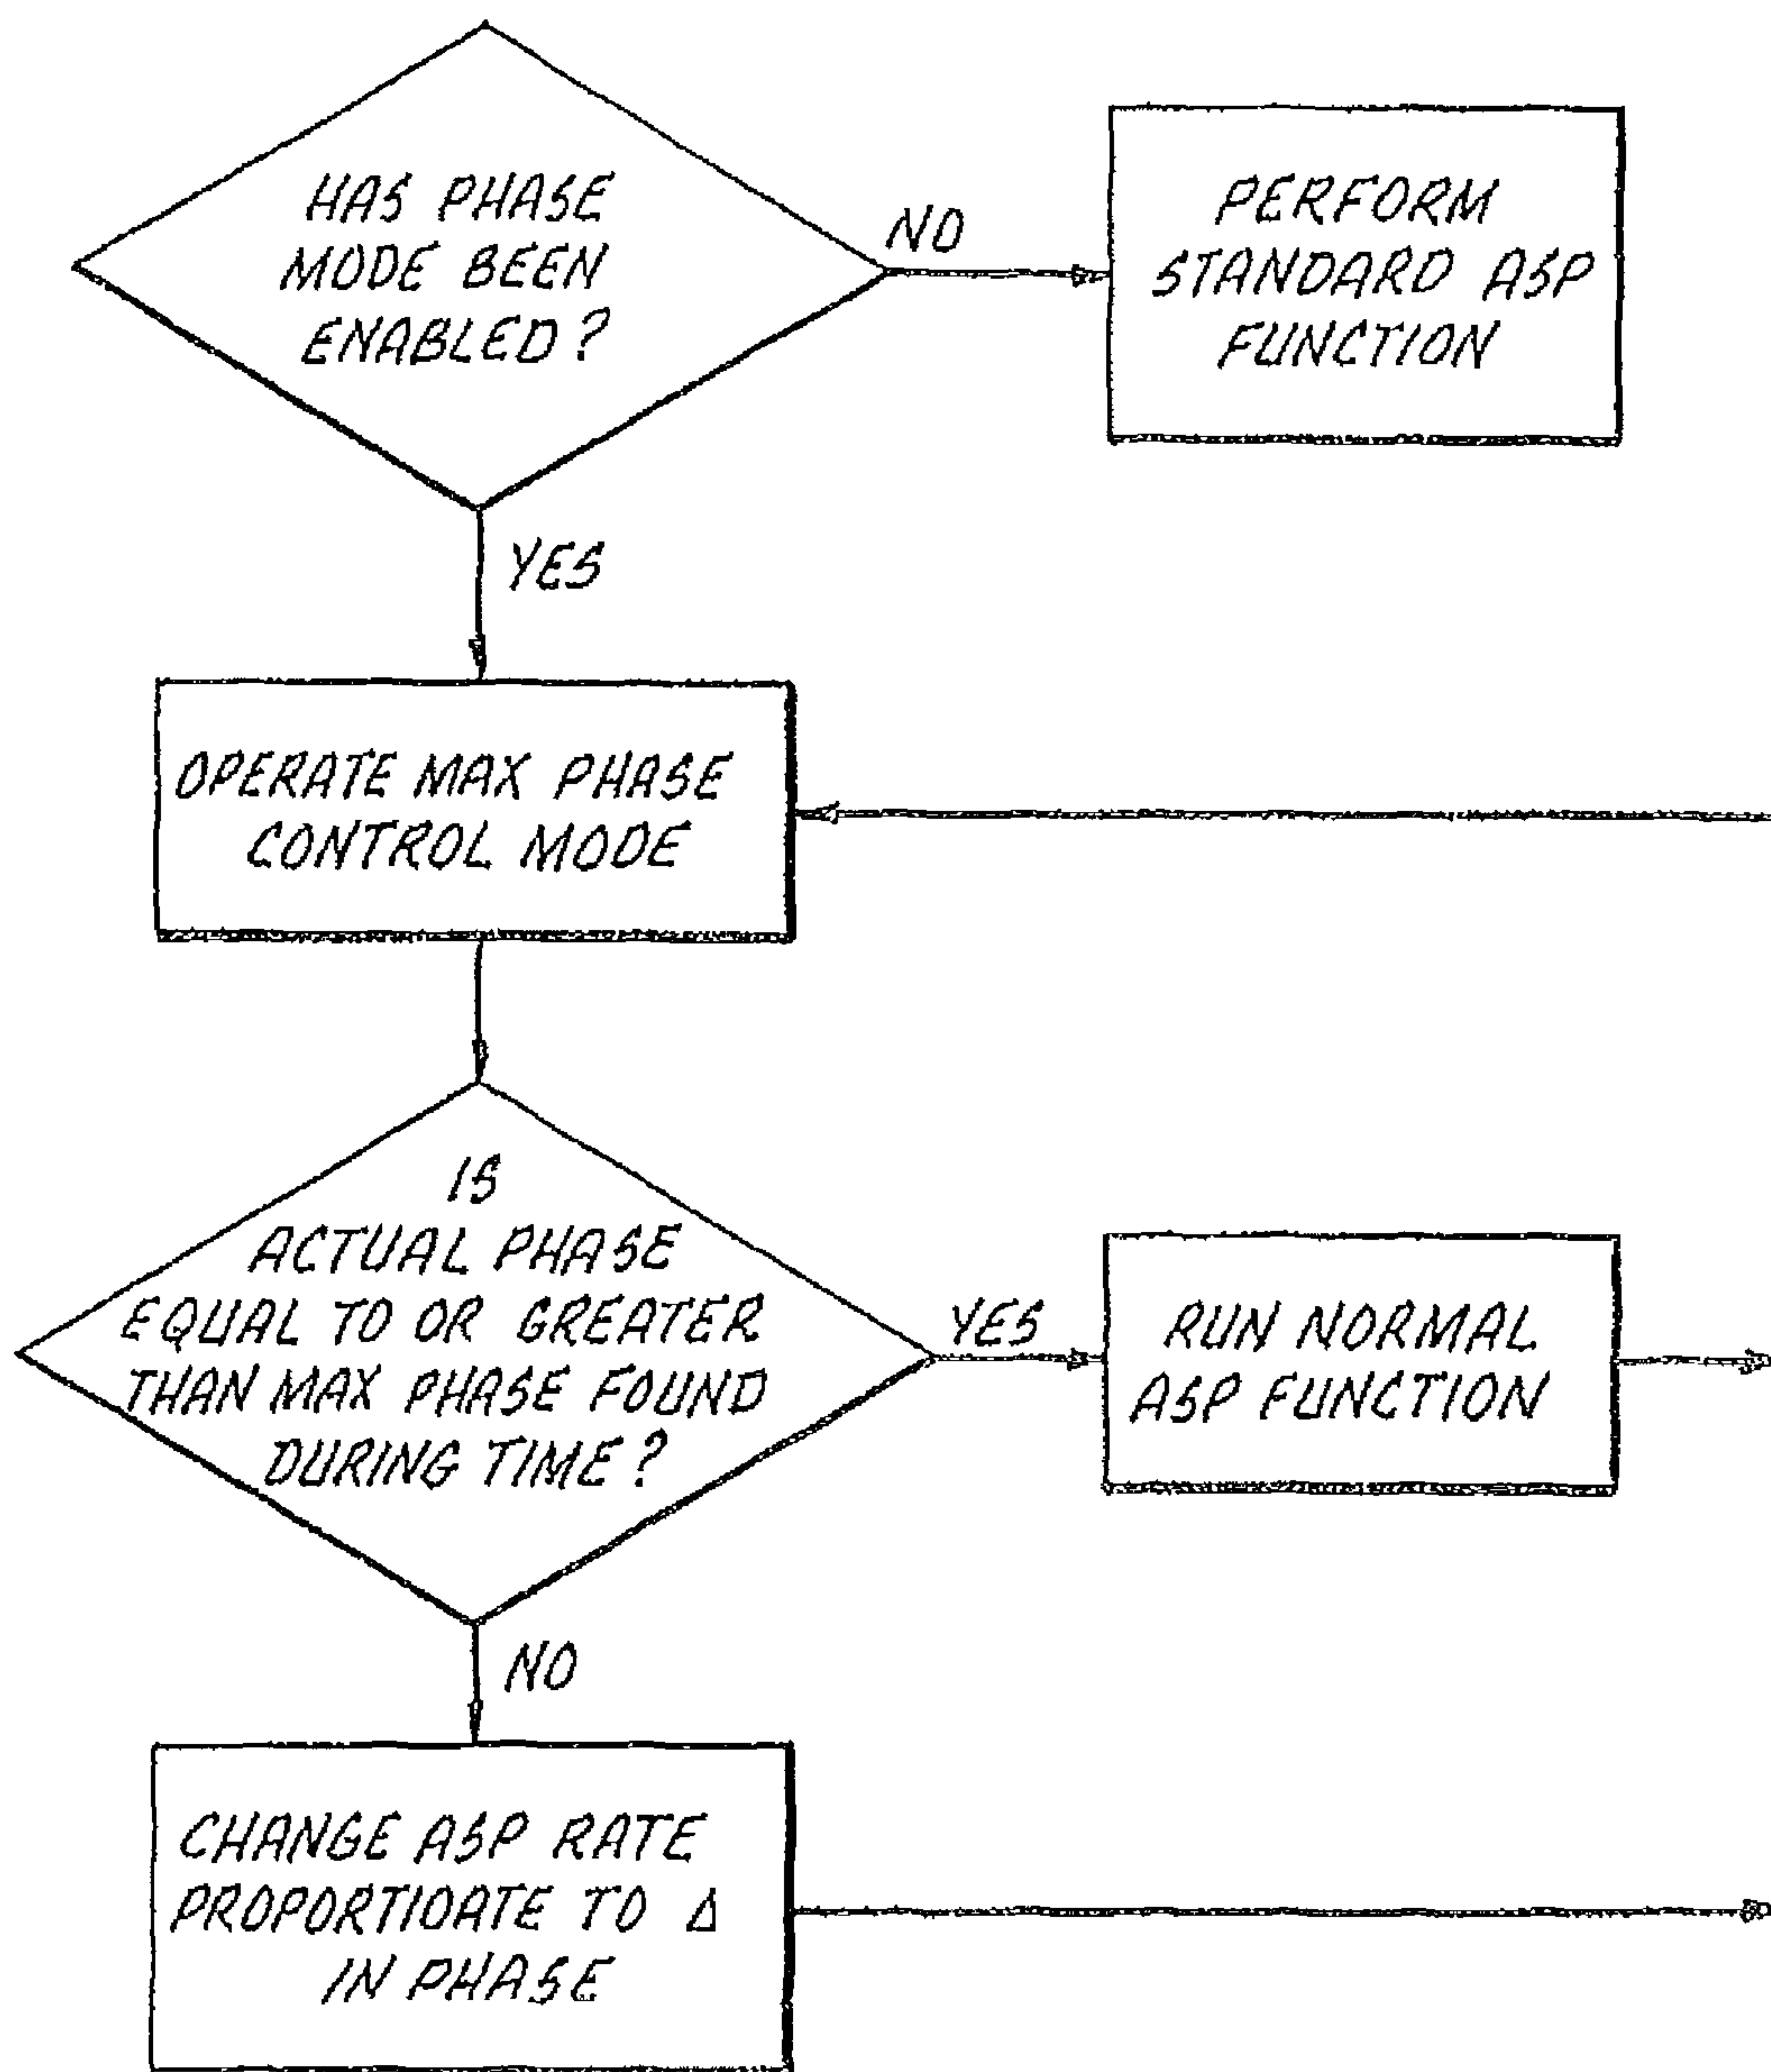 HAS PHASE
MODE BEEN
ENABLED?
NO
PERFORM
STANDARD ASP
FUNCTION
YES
OPERATE MAX PHASE
CONTROL MODE
IS
ACTUAL PHASE
EQUAL TO OR GREATER
THAN MAX PHASE FOUND
DURING TIME?
YES
RUN NORMAL
ASP FUNCTION
NO
CHANGE ASP RATE
PROPORTIOATE TO Δ
IN PHASE